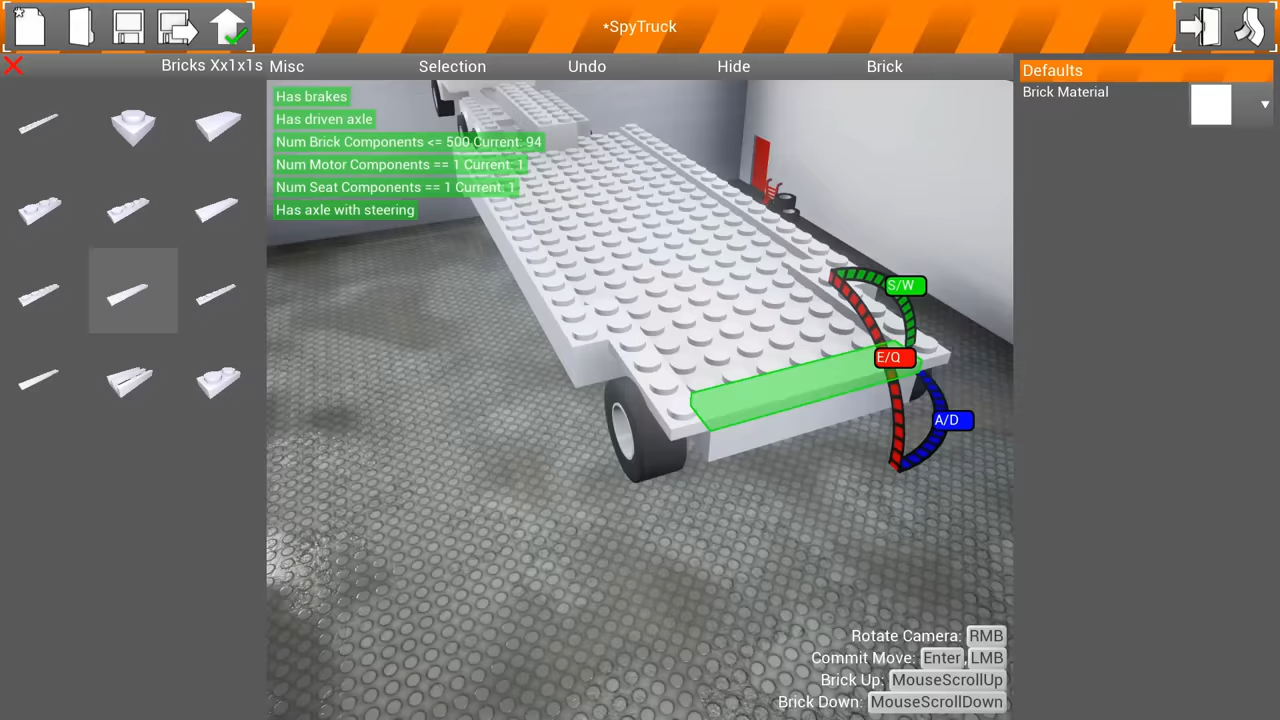 *SpyTruck
Bricks Xx1x1s
Misc
Selection
Undo
Hide
Brick
Defaults
Brick Material
Has brakes
Has driven axle
Num Brick Components <= 500 Current: 94
Num Motor Components == 1 Current: 1
Num Seat Components == 1 Current: 1
Has axle with steering
S/W
E/Q
A/D
Rotate Camera: RMB
Commit Move: Enter LMB
Brick Up: MouseScrollUp
Brick Down: MouseScrollDown